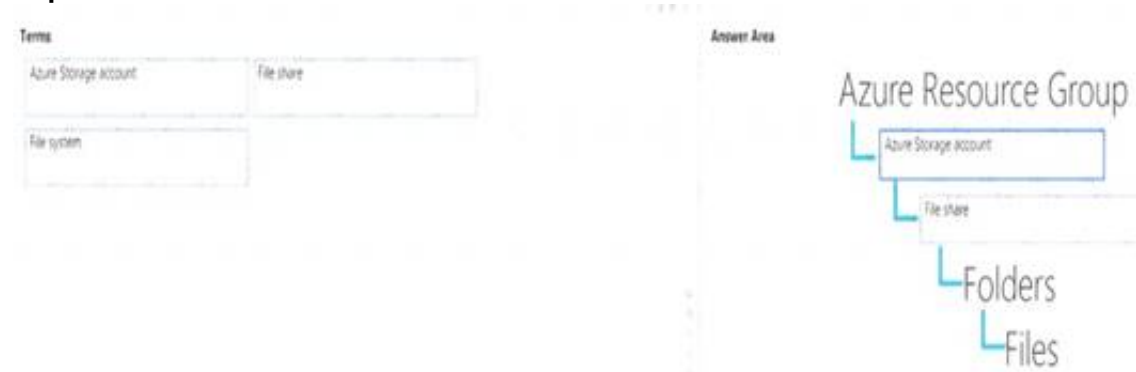 Terms
Azure Storage account
File share
File system
Answer Area
Azure Resource Group
Azure Storage account
File share
Folders
Files